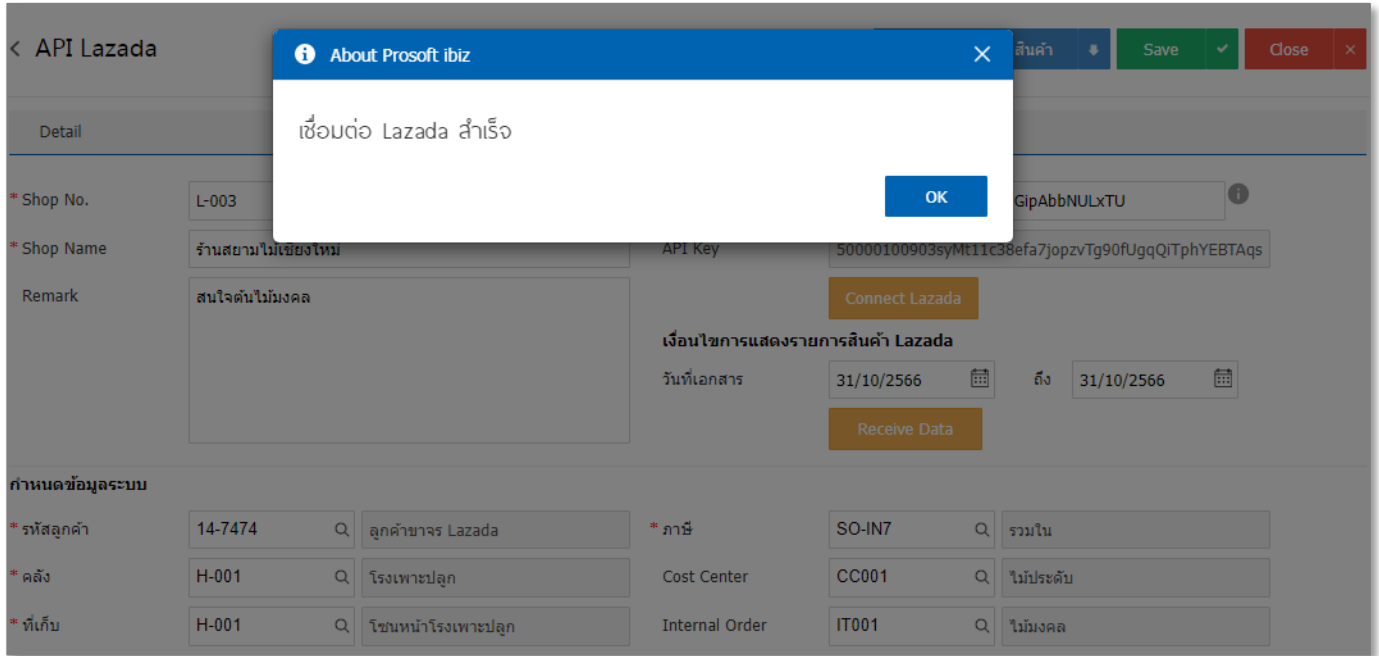 < API Lazada
About Prosoft ibiz
สินค้า
Save
Close
เชื่อมต่อ Lazada สำเร็จ
OK
Detail
* Shop No. L-003 GipAbbNULxTU
* Shop Name ร้านสยามไม้เชียงใหม่ API Key 50000100903syMt11c38efa7jopzvTg90fUgqQiTphYEBTAqs
Remark สนใจต้นไม้มงคล Connect Lazada
เงื่อนไขการแสดงรายการสินค้า Lazada
วันที่เอกสาร 31/10/2566 ถึง 31/10/2566
Receive Data
กำหนดข้อมูลระบบ
* รหัสลูกค้า 14-7474 ลูกค้าขาจร Lazada * ภาษี SO-IN7 รวมใน
* คลัง H-001 โรงเพาะปลูก Cost Center CC001 ไม้ประดับ
* ที่เก็บ H-001 โซนหน้าโรงเพาะปลูก Internal Order IT001 ไม้มงคล